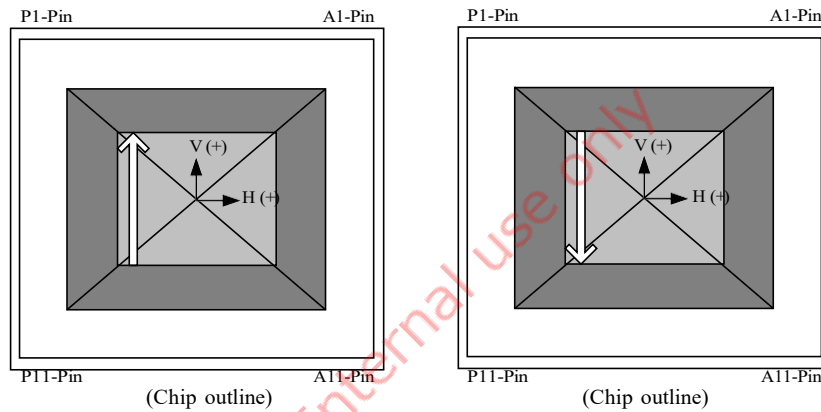 P1-Pin A1-Pin
V (+)
H (+)
P11-Pin A11-Pin
(Chip outline)
P1-Pin A1-Pin
V (+)
H (+)
P11-Pin A11-Pin
(Chip outline)
Internal use only